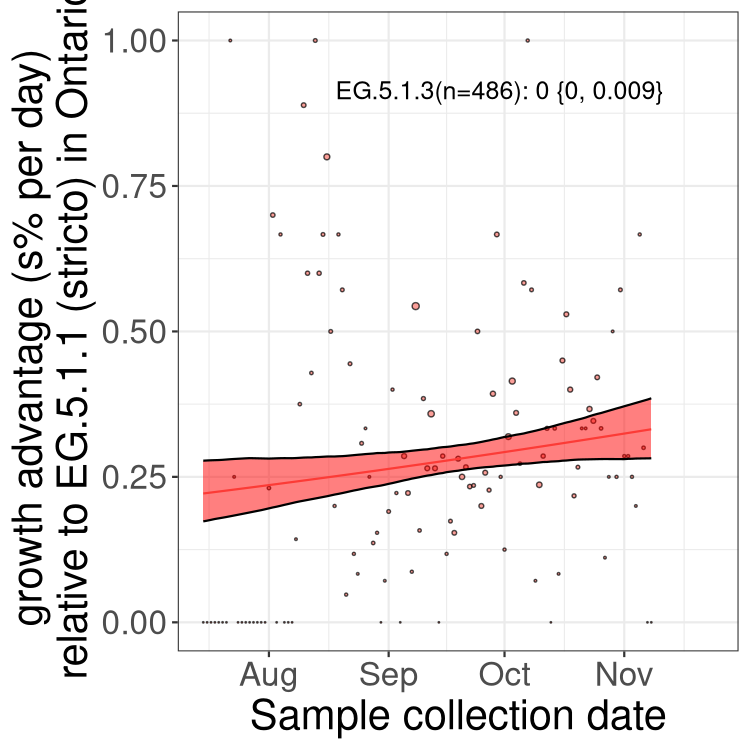 growth advantage (s% per day)
relative to EG.5.1.1 (stricto) in Ontario
1.00
0.75
0.50
0.25
0.00
EG.5.1.3(n=486): 0 {0, 0.009}
Aug Sep Oct Nov
Sample collection date